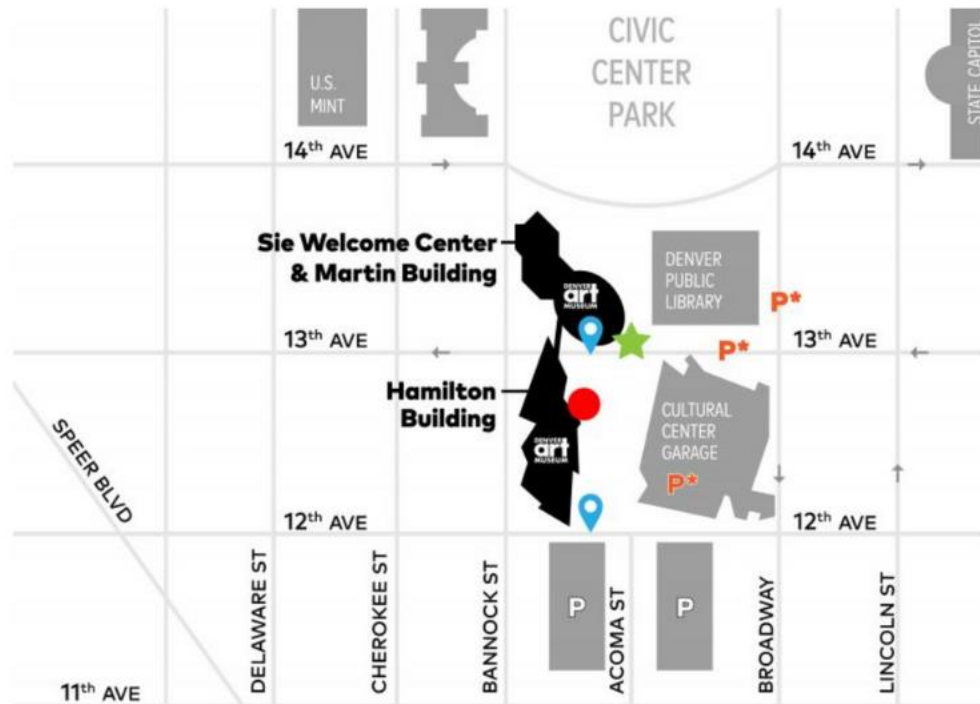 CIVIC
CENTER
PARK
U.S.
MINT
STATE CAPITOL
14th AVE
14th AVE
Sie Welcome Center
& Martin Building
DENVER
art
MUSEUM
DENVER
PUBLIC
LIBRARY
P*
13th AVE
P*
13th AVE
Hamilton
Building
DENVER
art
MUSEUM
CULTURAL
CENTER
GARAGE
P*
SPEER BLVD
12th AVE
12th AVE
DELAWARE ST
CHEROKEE ST
BANNOCK ST
P
ACOMA ST
P
BROADWAY
LINCOLN ST
11th AVE